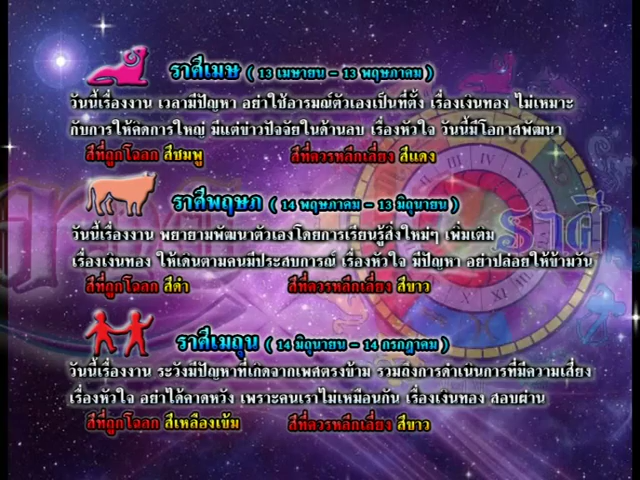 ราศีเมษ ( 13 เมษายน - 13 พฤษภาคม )
วันนี้เรื่องงาน เวลามีปัญหา อย่าใช้อารมณ์ตัวเองเป็นที่ตั้ง เรื่องเงินทอง ไม่เหมาะ
กับการให้คิดการใหญ่ มีแต่ข่าวปัจจัยในด้านลบ เรื่องหัวใจ วันนี้มีโอกาสพัฒนา
สีที่ถูกโฉลก สีชมพู สีที่ควรหลีกเลี่ยง สีแดง
ราศีพฤษภ ( 14 พฤษภาคม - 13 มิถุนายน )
วันนี้เรื่องงาน พยายามพัฒนาตัวเองโดยการเรียนรู้สิ่งใหม่ๆ เพิ่มเติม
เรื่องเงินทอง ให้เดินตามคนมีประสบการณ์ เรื่องหัวใจ มีปัญหา อย่าปล่อยให้ข้ามวัน
สีที่ถูกโฉลก สีดำ สีที่ควรหลีกเลี่ยง สีขาว
ราศีเมถุน ( 14 มิถุนายน - 14 กรกฎาคม )
วันนี้เรื่องงาน ระวังมีปัญหาที่เกิดจากเพศตรงข้าม รวมถึงการดำเนินการที่มีความเสี่ยง
เรื่องหัวใจ อย่าได้คาดหวัง เพราะคนเราไม่เหมือนกัน เรื่องเงินทอง สอบผ่าน
สีที่ถูกโฉลก สีเหลืองเข้ม สีที่ควรหลีกเลี่ยง สีขาว
ราศี